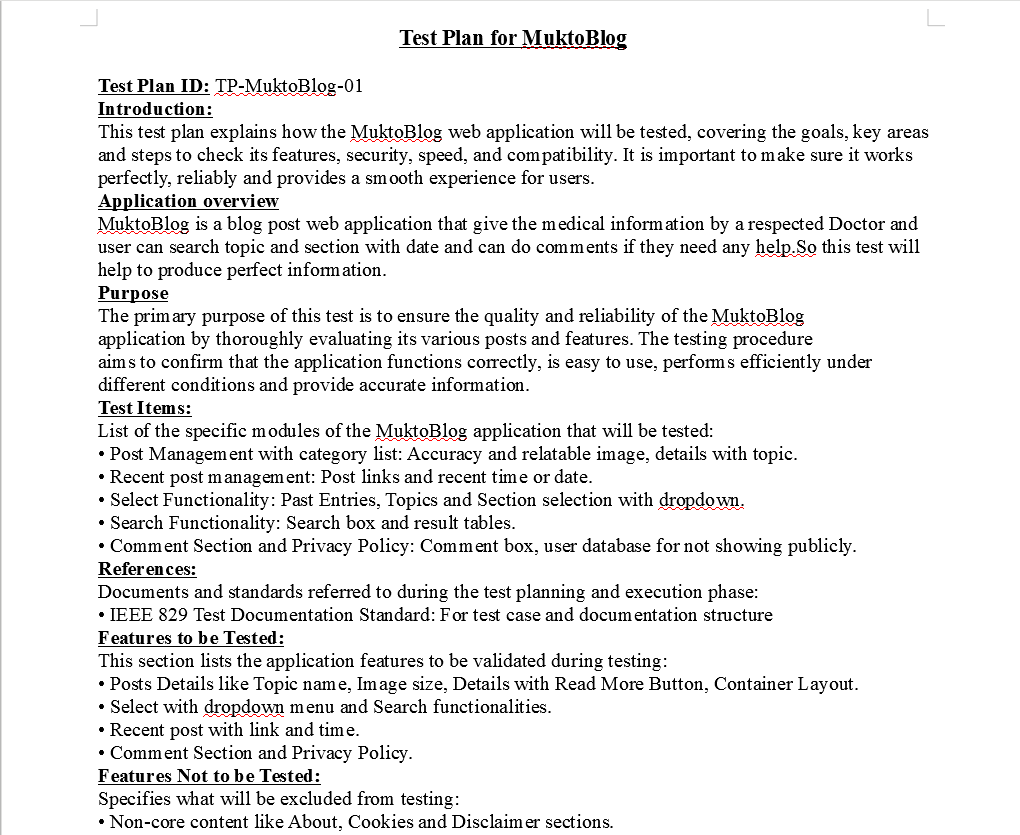 Test Plan for MuktoBlog
Test Plan ID: TP-MuktoBlog-01
Introduction:
This test plan explains how the MuktoBlog web application will be tested, covering the goals, key areas
and steps to check its features, security, speed, and compatibility. It is important to make sure it works
perfectly, reliably and provides a smooth experience for users.
Application overview
MuktoBlog is a blog post web application that give the medical information by a respected Doctor and
user can search topic and section with date and can do comments if they need any help.So this test will
help to produce perfect information.
Purpose
The primary purpose of this test is to ensure the quality and reliability of the MuktoBlog
application by thoroughly evaluating its various posts and features. The testing procedure
aims to confirm that the application functions correctly, is easy to use, performs efficiently under
different conditions and provide accurate information.
Test Items:
List of the specific modules of the MuktoBlog application that will be tested:
• Post Management with category list: Accuracy and relatable image, details with topic.
• Recent post management: Post links and recent time or date.
• Select Functionality: Past Entries, Topics and Section selection with dropdown.
• Search Functionality: Search box and result tables.
• Comment Section and Privacy Policy: Comment box, user database for not showing publicly.
References:
Documents and standards referred to during the test planning and execution phase:
• IEEE 829 Test Documentation Standard: For test case and documentation structure
Features to be Tested:
This section lists the application features to be validated during testing:
• Posts Details like Topic name, Image size, Details with Read More Button, Container Layout.
• Select with dropdown menu and Search functionalities.
• Recent post with link and time.
• Comment Section and Privacy Policy.
Features Not to be Tested:
Specifies what will be excluded from testing:
• Non-core content like About, Cookies and Disclaimer sections.